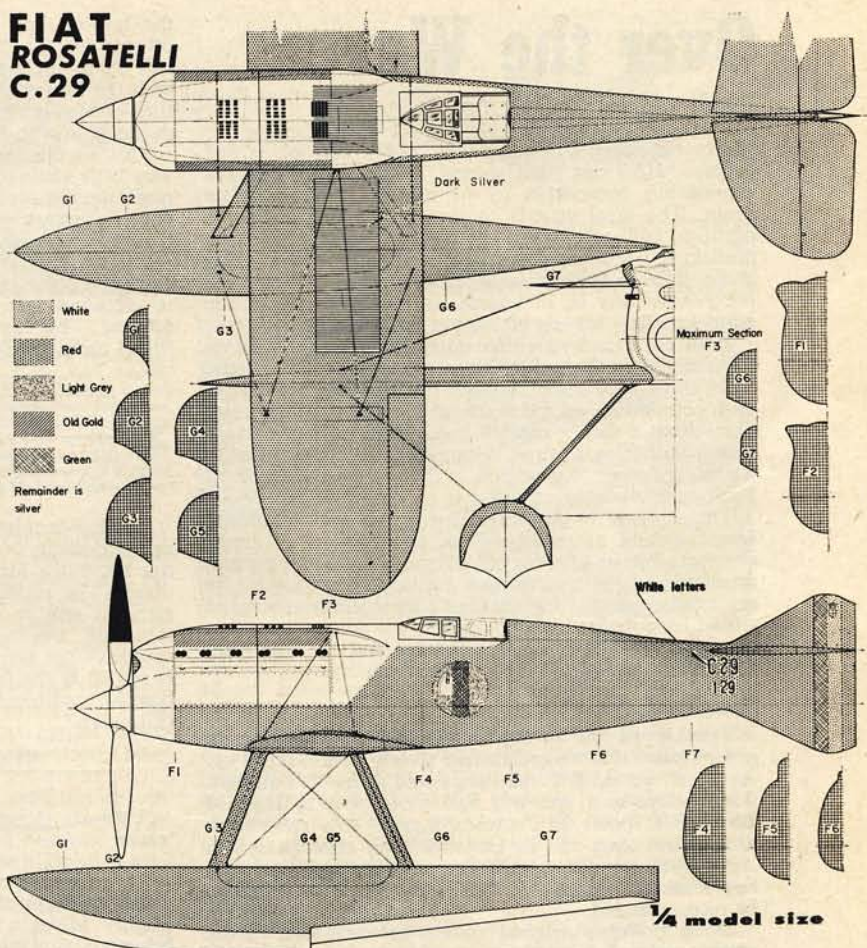 FIAT
ROSATELLI
C.29
G1
G2
Dark Silver
G7
G6
G3
White
Red
Light Grey
Old Gold
Green
Remainder is
silver
G1
G2
G3
G4
G5
Maximum Section
F3
G6
G7
F1
F2
F2
F3
White letters
C29
129
F1
F4
F5
F6
F7
G3
G4
G5
G6
G7
G1
G2
F4
F5
F6
1/4 model size